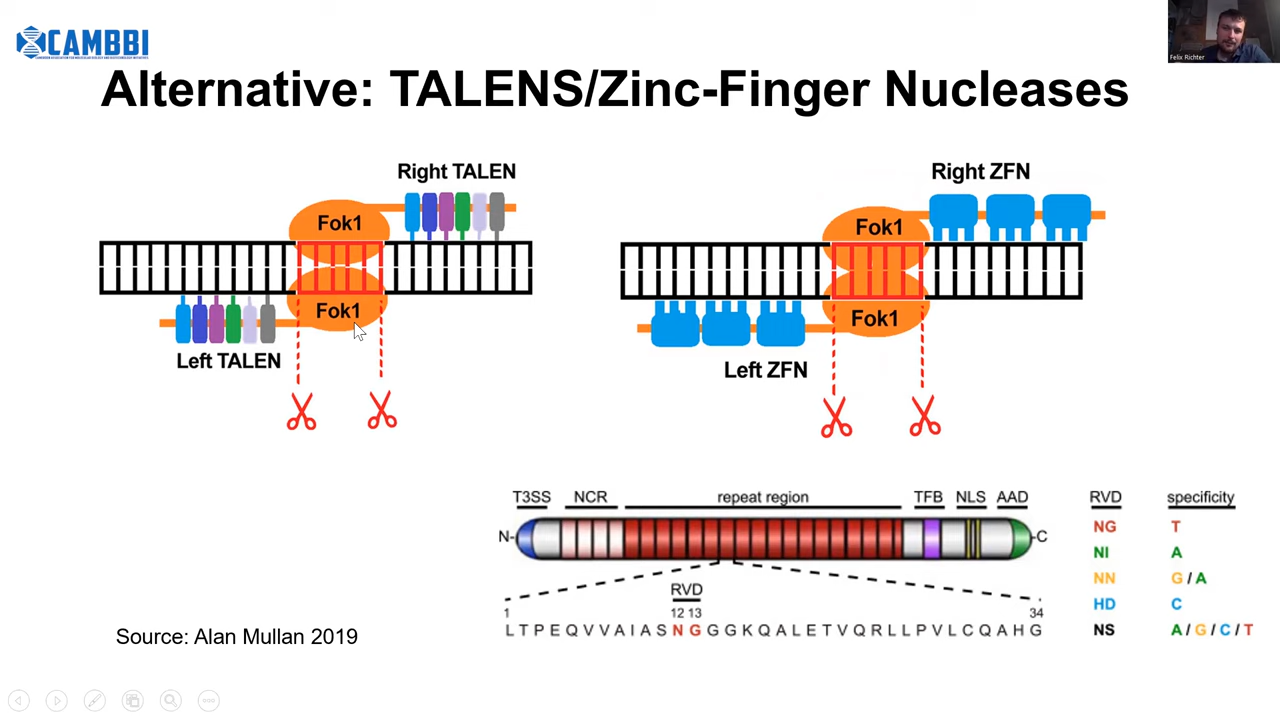 CAMBBI
Felix Richter
Alternative: TALENS/Zinc-Finger Nucleases
Right TALEN
Fok1
Fok1
Left TALEN
Right ZFN
Fok1
Fok1
Left ZFN
T3SS NCR repeat region TFB NLS AAD
N- -C
RVD
1 12 13 34
L T P E Q V V A I A S N G G G K Q A L E T V Q R L L P V L C Q A H G
RVD specificity
NG T
NI A
NN G / A
HD C
NS A / G / C / T
Source: Alan Mullan 2019